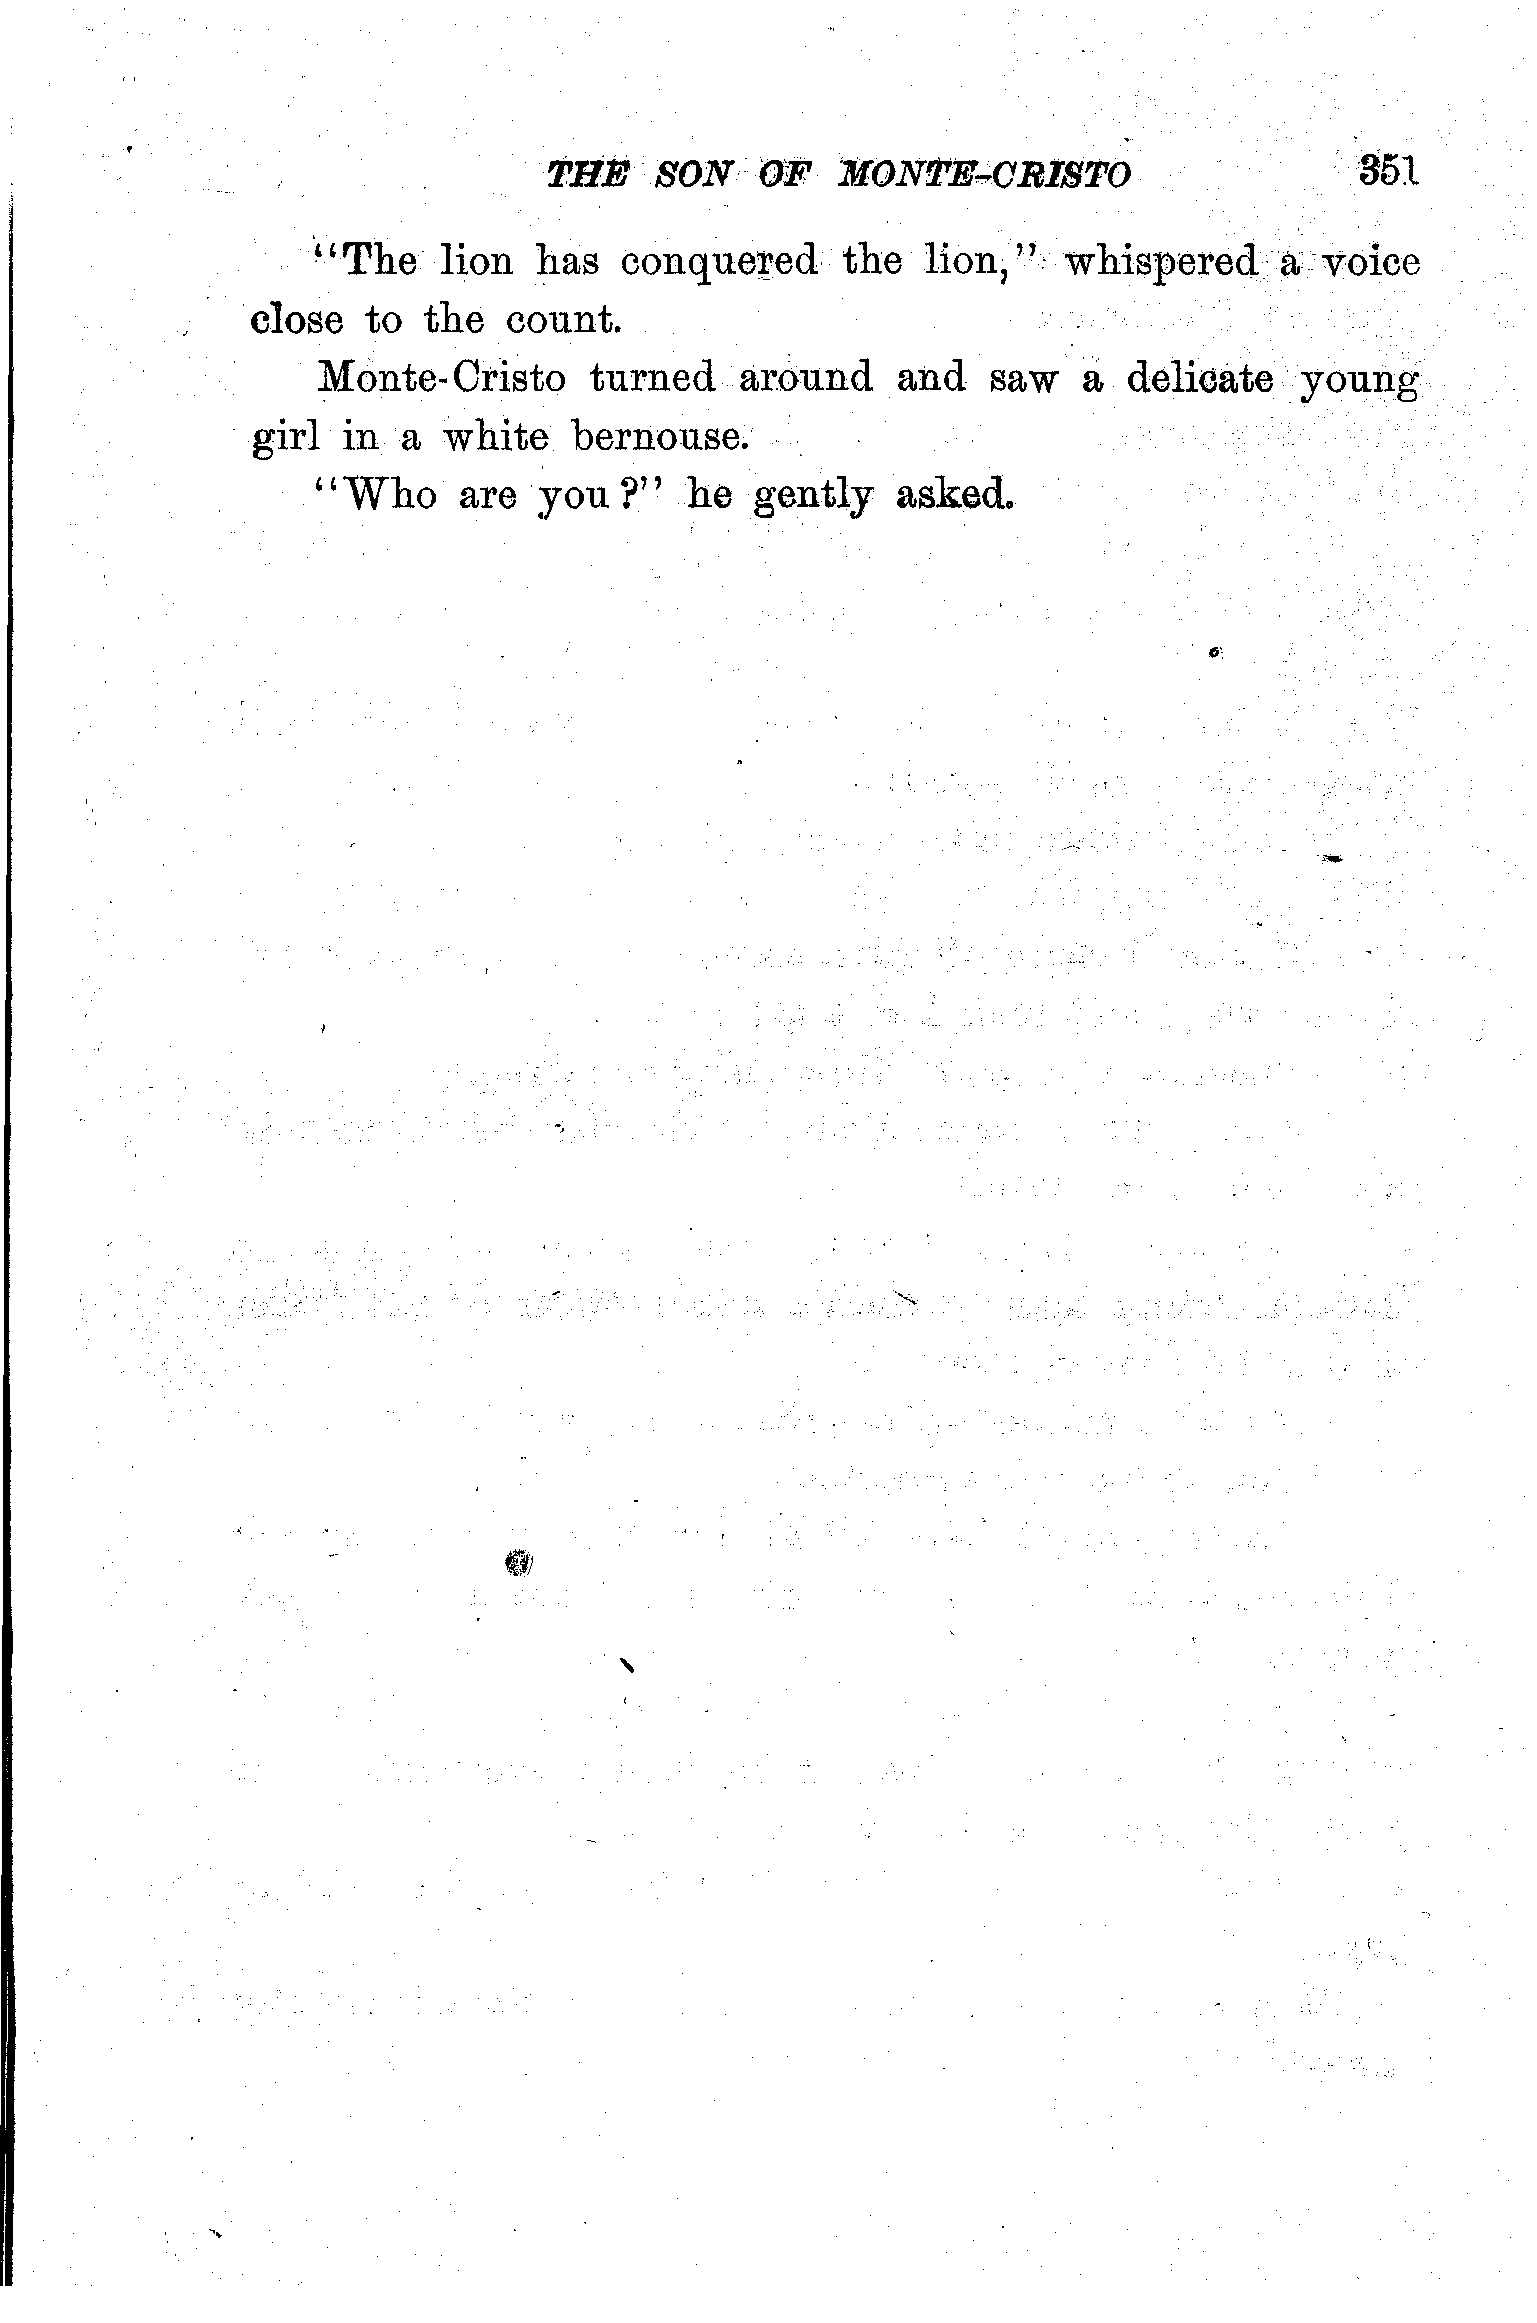 THE SON OF MONTE-CRISTO 351
"The lion has conquered the lion," whispered a voice
close to the count.
Monte-Cristo turned around and saw a delicate young
girl in a white bernouse.
"Who are you?" he gently asked.